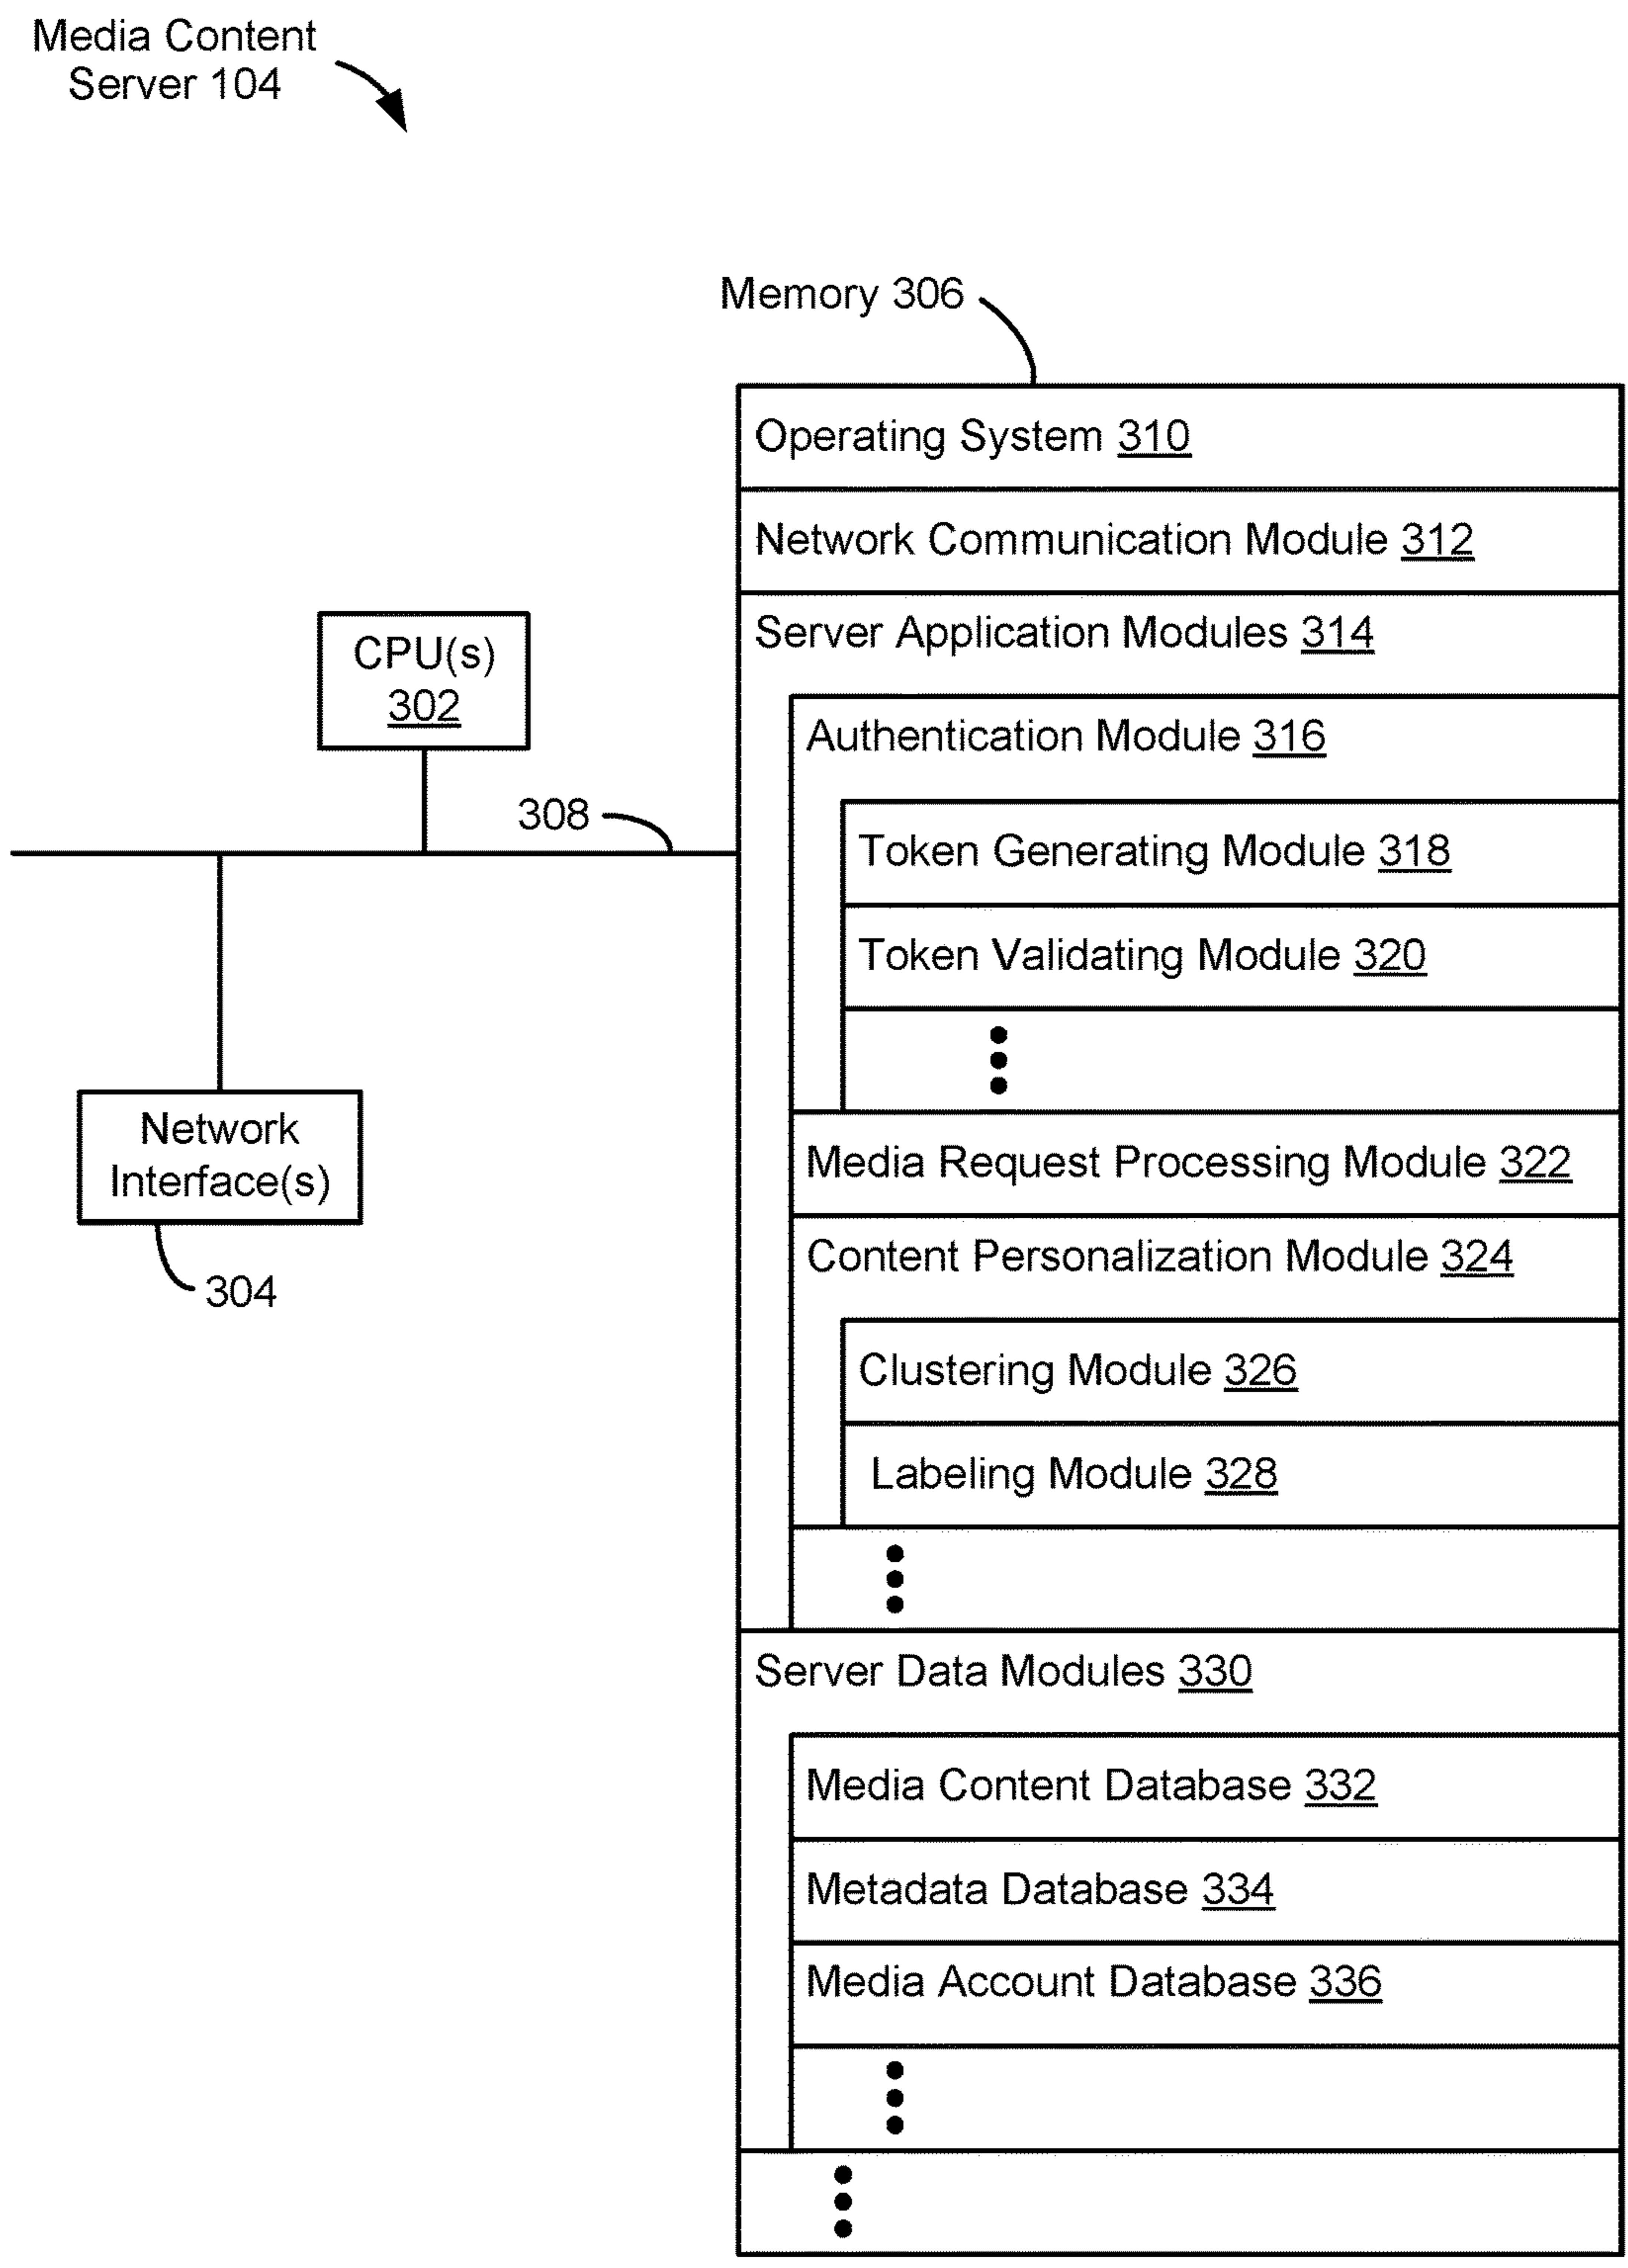 Media Content
Server 104
Memory 306
Operating System 310
Network Communication Module 312
Server Application Modules 314
CPU(s)
302
Authentication Module 316
308
Token Generating Module 318
Token Validating Module 320
Network
Interface(s)
304
Media Request Processing Module 322
Content Personalization Module 324
Clustering Module 326
Labeling Module 328
Server Data Modules 330
Media Content Database 332
Metadata Database 334
Media Account Database 336